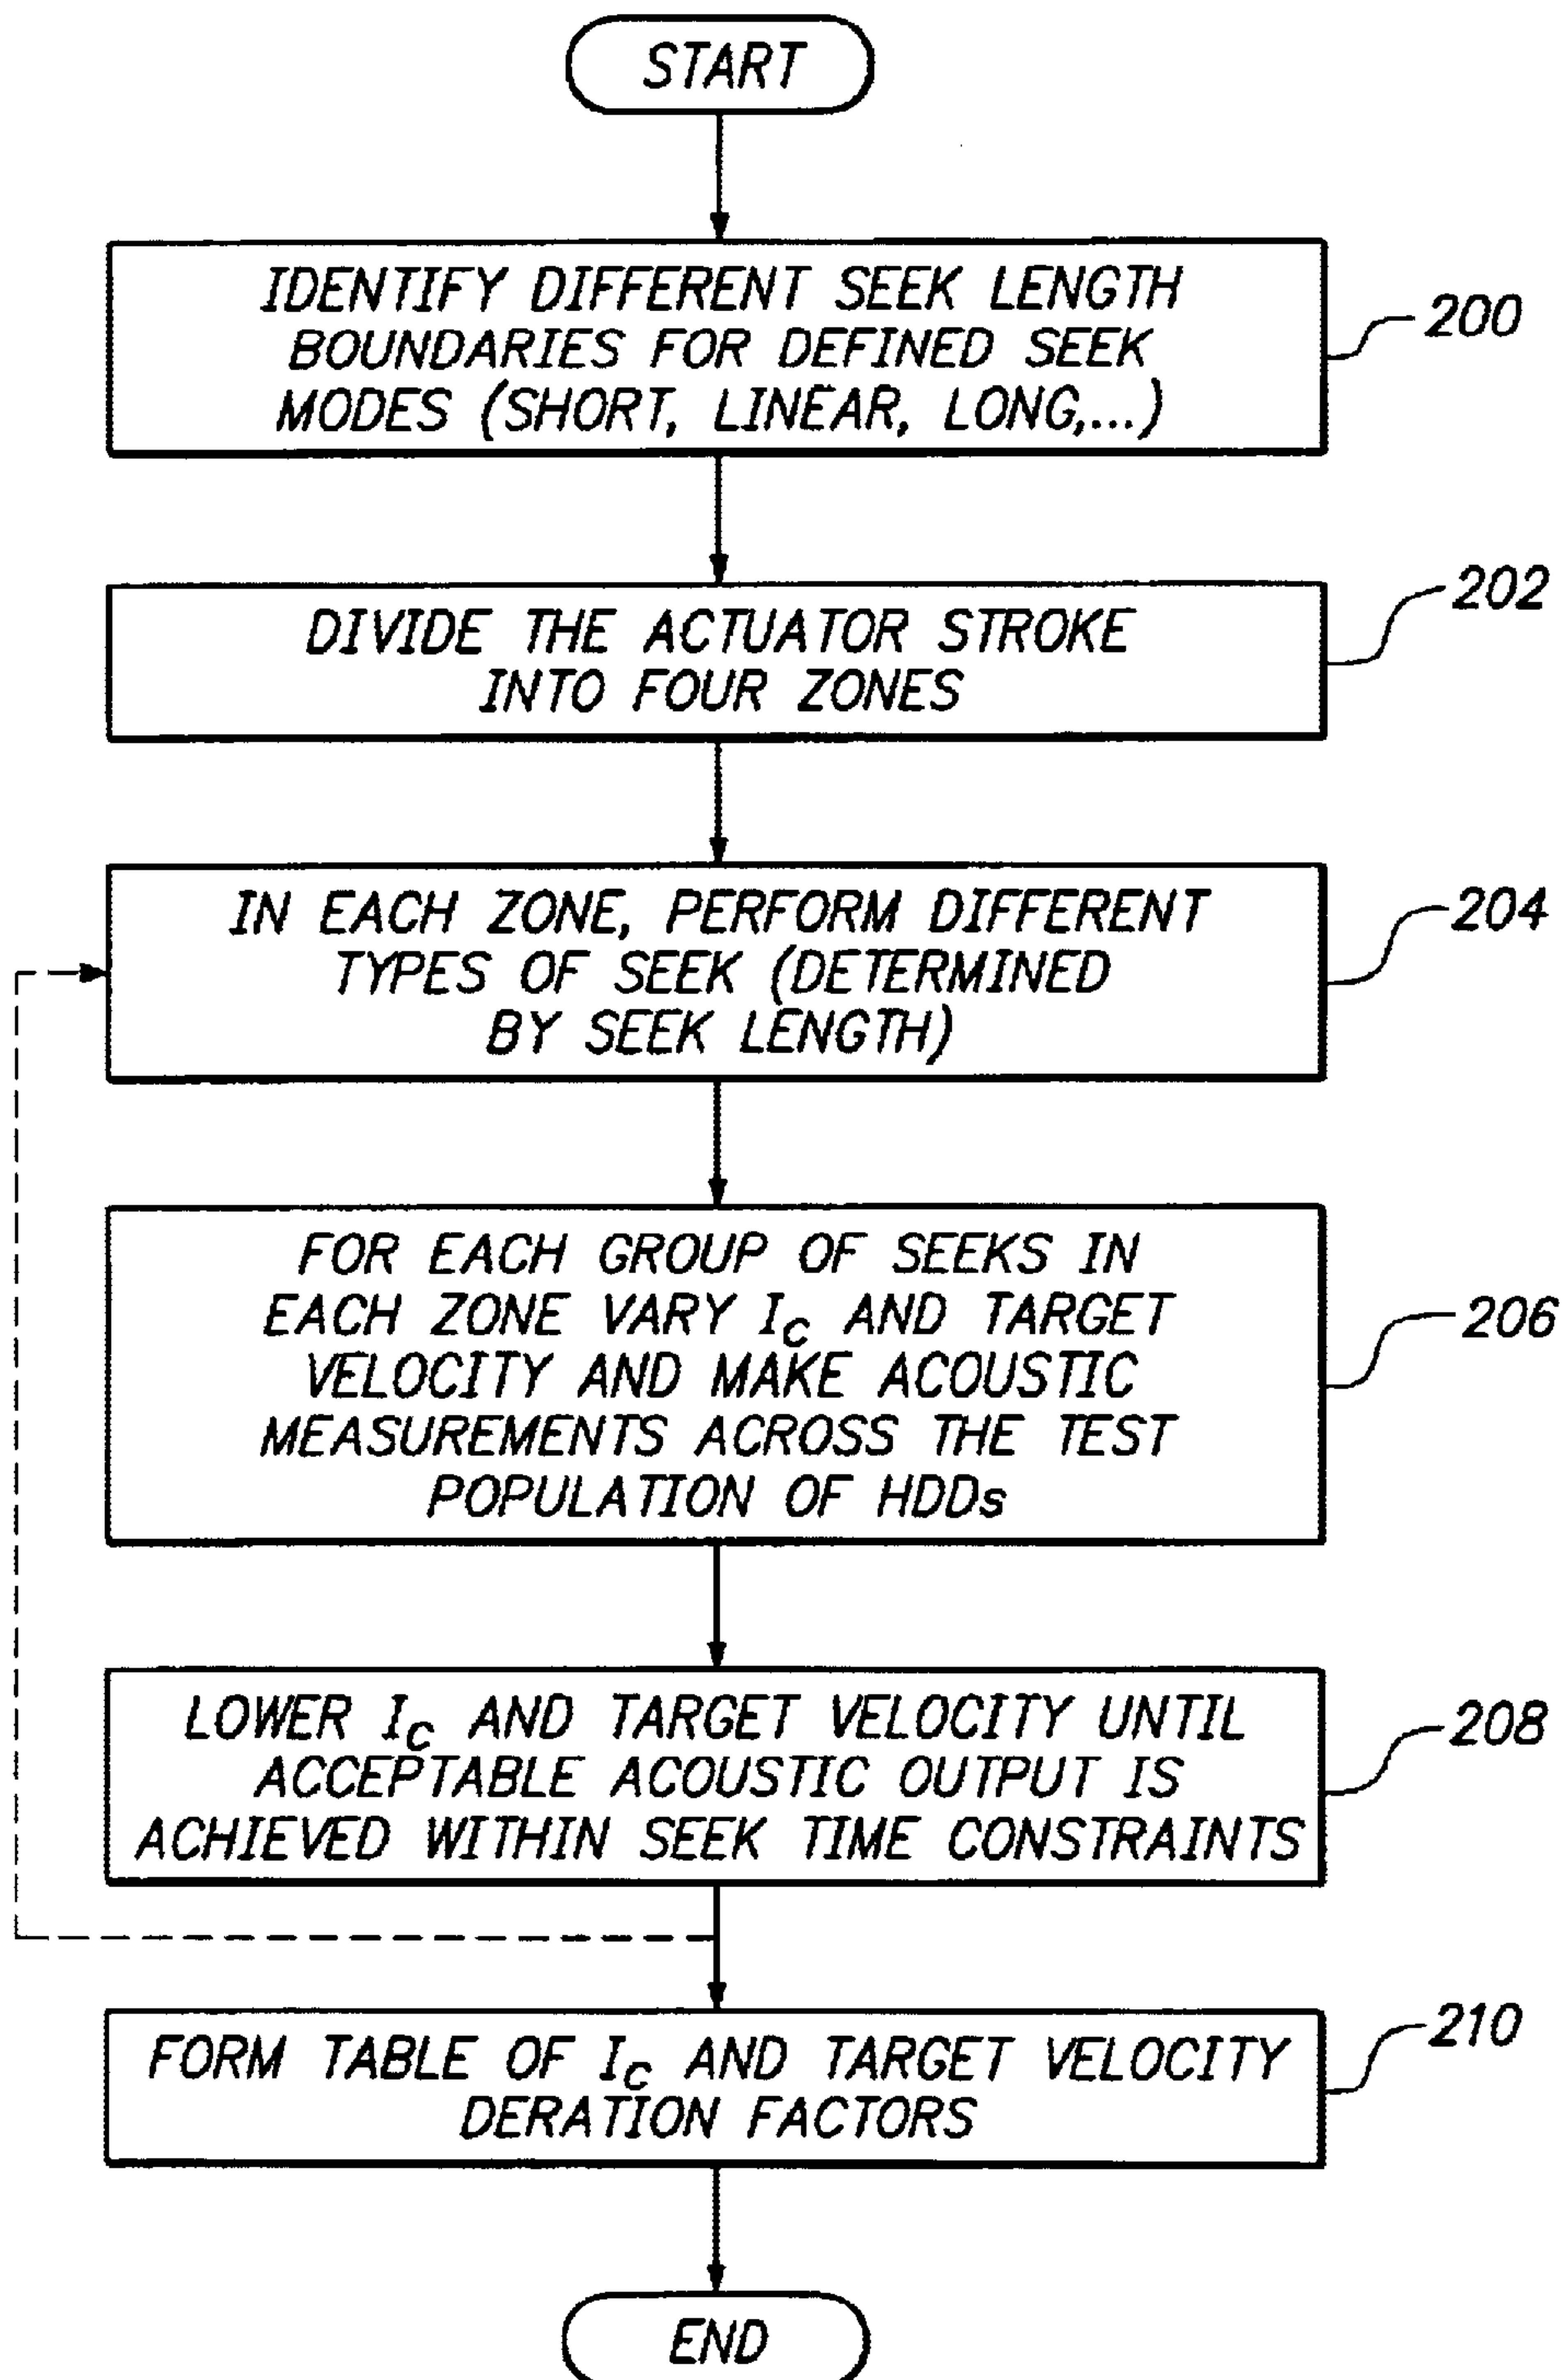 START
IDENTIFY DIFFERENT SEEK LENGTH
BOUNDARIES FOR DEFINED SEEK
MODES (SHORT, LINEAR, LONG,...)
200
DIVIDE THE ACTUATOR STROKE
INTO FOUR ZONES
202
IN EACH ZONE, PERFORM DIFFERENT
TYPES OF SEEK (DETERMINED
BY SEEK LENGTH)
204
FOR EACH GROUP OF SEEKS IN
EACH ZONE VARY IC AND TARGET
VELOCITY AND MAKE ACOUSTIC
MEASUREMENTS ACROSS THE TEST
POPULATION OF HDDs
206
LOWER IC AND TARGET VELOCITY UNTIL
ACCEPTABLE ACOUSTIC OUTPUT IS
ACHIEVED WITHIN SEEK TIME CONSTRAINTS
208
FORM TABLE OF IC AND TARGET VELOCITY
DERATION FACTORS
210
END